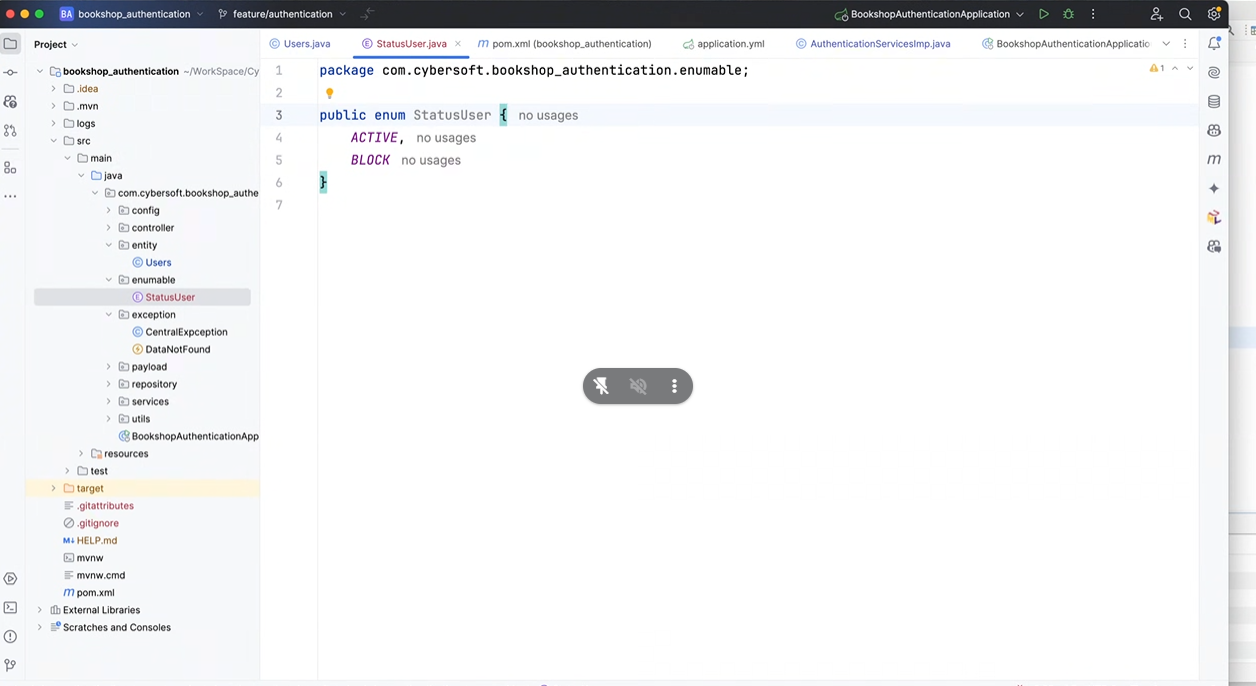 BA bookshop_authentication feature/authentication BookshopAuthenticationApplication
Project
Users.java StatusUser.java pom.xml (bookshop_authentication) application.yml AuthenticationServicesImp.java BookshopAuthenticationApplicatio
bookshop_authentication ~/WorkSpace/Cy
.idea
.mvn
logs
src
main
java
com.cybersoft.bookshop_authe
config
controller
entity
Users
enumable
StatusUser
exception
CentralExpception
DataNotFound
payload
repository
services
utils
BookshopAuthenticationApp
resources
test
target
.gitattributes
.gitignore
M↓ HELP.md
mvnw
mvnw.cmd
m pom.xml
External Libraries
Scratches and Consoles
1 package com.cybersoft.bookshop_authentication.enumable;
2
3 public enum StatusUser { no usages
4 ACTIVE, no usages
5 BLOCK no usages
6 }
7
1